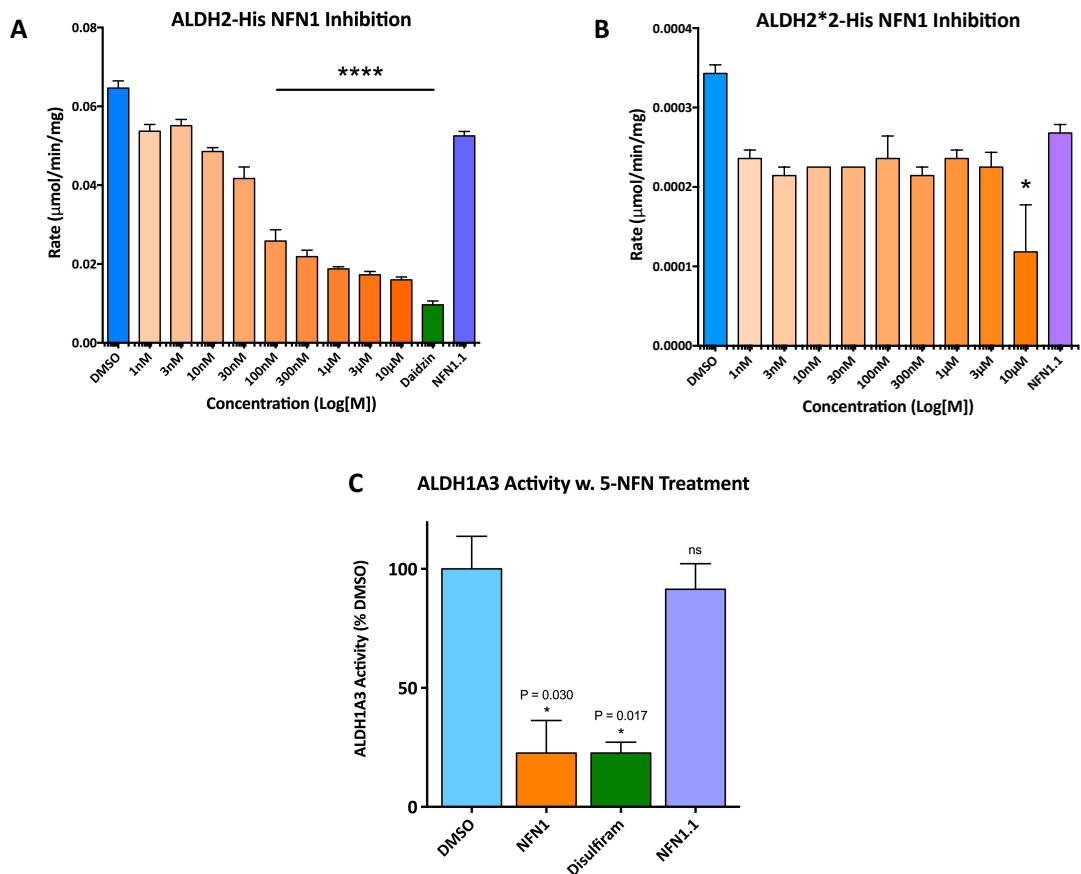 A
ALDH2-His NFN1 Inhibition
Rate (μmol/min/mg)
0.08
0.06
0.04
0.02
0.00
****
DMSO
1nM
3nM
10nM
30nM
100nM
300nM
1μM
3μM
10μM
Daidzin
NFN1.1
Concentration (Log[M])
B
ALDH2*2-His NFN1 Inhibition
Rate (μmol/min/mg)
0.0004
0.0003
0.0002
0.0001
0.0000
*
DMSO
1nM
3nM
10nM
30nM
100nM
300nM
1μM
3μM
10μM
NFN1.1
Concentration (Log[M])
C
ALDH1A3 Activity w. 5-NFN Treatment
ALDH1A3 Activity (% DMSO)
100
50
0
P = 0.030
*
P = 0.017
*
ns
DMSO
NFN1
Disulfiram
NFN1.1